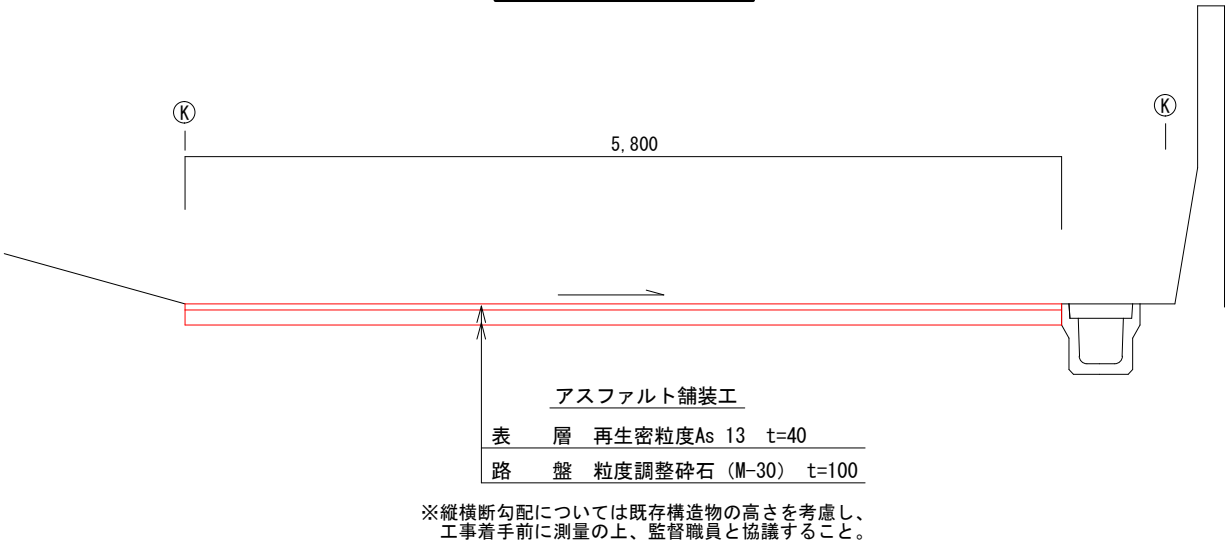 Ⓚ
Ⓚ
5,800
アスファルト舗装工
表　層　再生密粒度As 13　t=40
路　盤　粒度調整砕石（M-30）　t=100
※縦横断勾配については既存構造物の高さを考慮し、
工事着手前に測量の上、監督職員と協議すること。